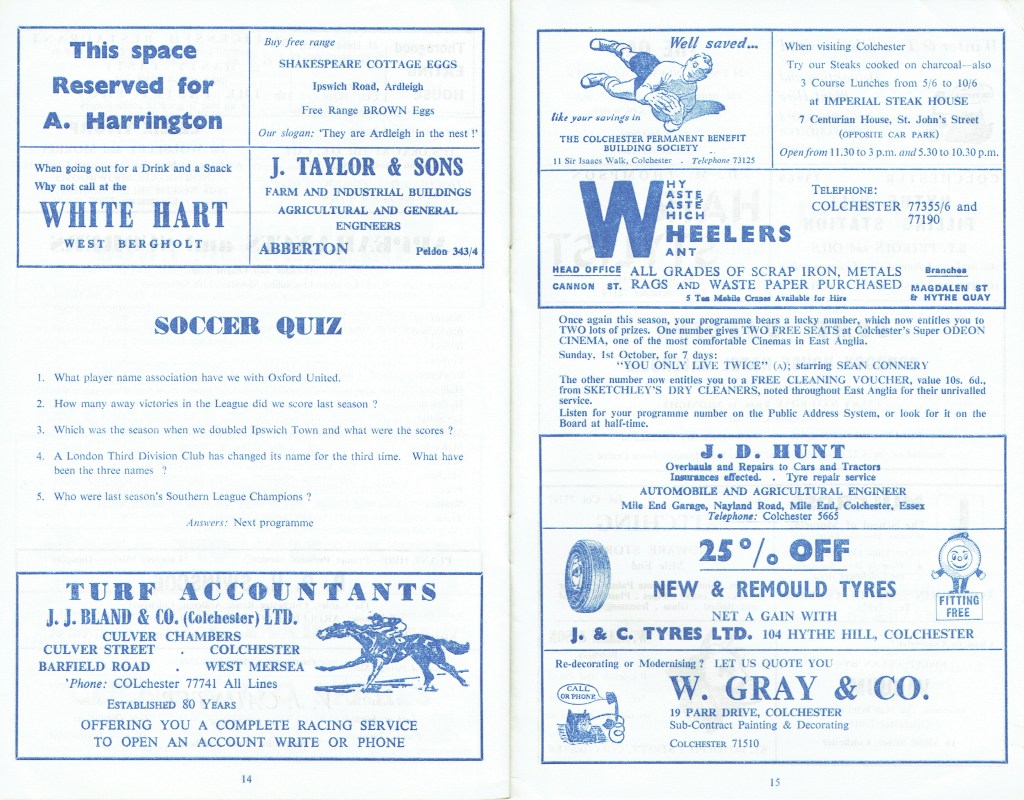 This space
Reserved for
A. Harrington
Buy free range
SHAKESPEARE COTTAGE EGGS
Ipswich Road, Ardleigh
Free Range BROWN Eggs
Our slogan: 'They are Ardleigh in the nest !'
When going out for a Drink and a Snack
Why not call at the
WHITE HART
WEST BERGHOLT
J. TAYLOR & SONS
FARM AND INDUSTRIAL BUILDINGS
AGRICULTURAL AND GENERAL
ENGINEERS
ABBERTON Peldon 343/4
SOCCER QUIZ
1. What player name association have we with Oxford United.
2. How many away victories in the League did we score last season ?
3. Which was the season when we doubled Ipswich Town and what were the scores ?
4. A London Third Division Club has changed its name for the third time. What have
been the three names ?
5. Who were last season's Southern League Champions ?
Answers: Next programme
TURF ACCOUNTANTS
J. J. BLAND & CO. (Colchester) LTD.
CULVER CHAMBERS
CULVER STREET . COLCHESTER
BARFIELD ROAD . WEST MERSEA
'Phone: COLchester 77741 All Lines
ESTABLISHED 80 YEARS
OFFERING YOU A COMPLETE RACING SERVICE
TO OPEN AN ACCOUNT WRITE OR PHONE
14
Well saved...
like your savings in
THE COLCHESTER PERMANENT BENEFIT
BUILDING SOCIETY
11 Sir Isaacs Walk, Colchester . Telephone 73125
When visiting Colchester
Try our Steaks cooked on charcoal—also
3 Course Lunches from 5/6 to 10/6
at IMPERIAL STEAK HOUSE
7 Centurian House, St. John's Street
(OPPOSITE CAR PARK)
Open from 11.30 to 3 p.m. and 5.30 to 10.30 p.m.
WHY
ASTE
ASTE
HICH
HEELERS
ANT
TELEPHONE:
COLCHESTER 77355/6 and
77190
HEAD OFFICE
CANNON ST.
ALL GRADES OF SCRAP IRON, METALS
RAGS AND WASTE PAPER PURCHASED
5 Ton Mobile Cranes Available for Hire
Branches
MAGDALEN ST
& HYTHE QUAY
Once again this season, your programme bears a lucky number, which now entitles you to
TWO lots of prizes. One number gives TWO FREE SEATS at Colchester's Super ODEON
CINEMA, one of the most comfortable Cinemas in East Anglia.
Sunday, 1st October, for 7 days:
"YOU ONLY LIVE TWICE" (A); starring SEAN CONNERY
The other number now entitles you to a FREE CLEANING VOUCHER, value 10s. 6d.,
from SKETCHLEY'S DRY CLEANERS, noted throughout East Anglia for their unrivalled
service.
Listen for your programme number on the Public Address System, or look for it on the
Board at half-time.
J. D. HUNT
Overhauls and Repairs to Cars and Tractors
Insurances effected. . Tyre repair service
AUTOMOBILE AND AGRICULTURAL ENGINEER
Mile End Garage, Nayland Road, Mile End, Colchester, Essex
Telephone: Colchester 5665
25% OFF
NEW & REMOULD TYRES
NET A GAIN WITH
J. & C. TYRES LTD. 104 HYTHE HILL, COLCHESTER
FITTING
FREE
Re-decorating or Modernising ? LET US QUOTE YOU
CALL
OR PHONE
W. GRAY & CO.
19 PARR DRIVE, COLCHESTER
Sub-Contract Painting & Decorating
COLCHESTER 71510
15